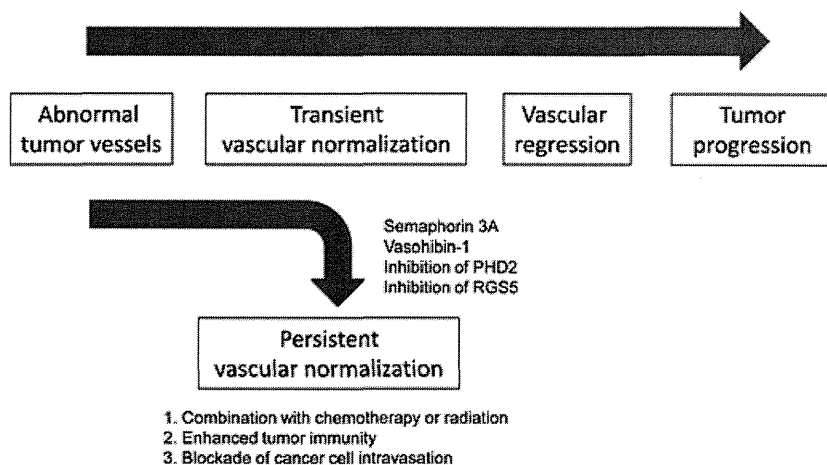 Abnormal
tumor vessels
Transient
vascular normalization
Vascular
regression
Tumor
progression
Semaphorin 3A
Vasohibin-1
Inhibition of PHD2
Inhibition of RGS5
Persistent
vascular normalization
1. Combination with chemotherapy or radiation
2. Enhanced tumor immunity
3. Blockade of cancer cell intravasation